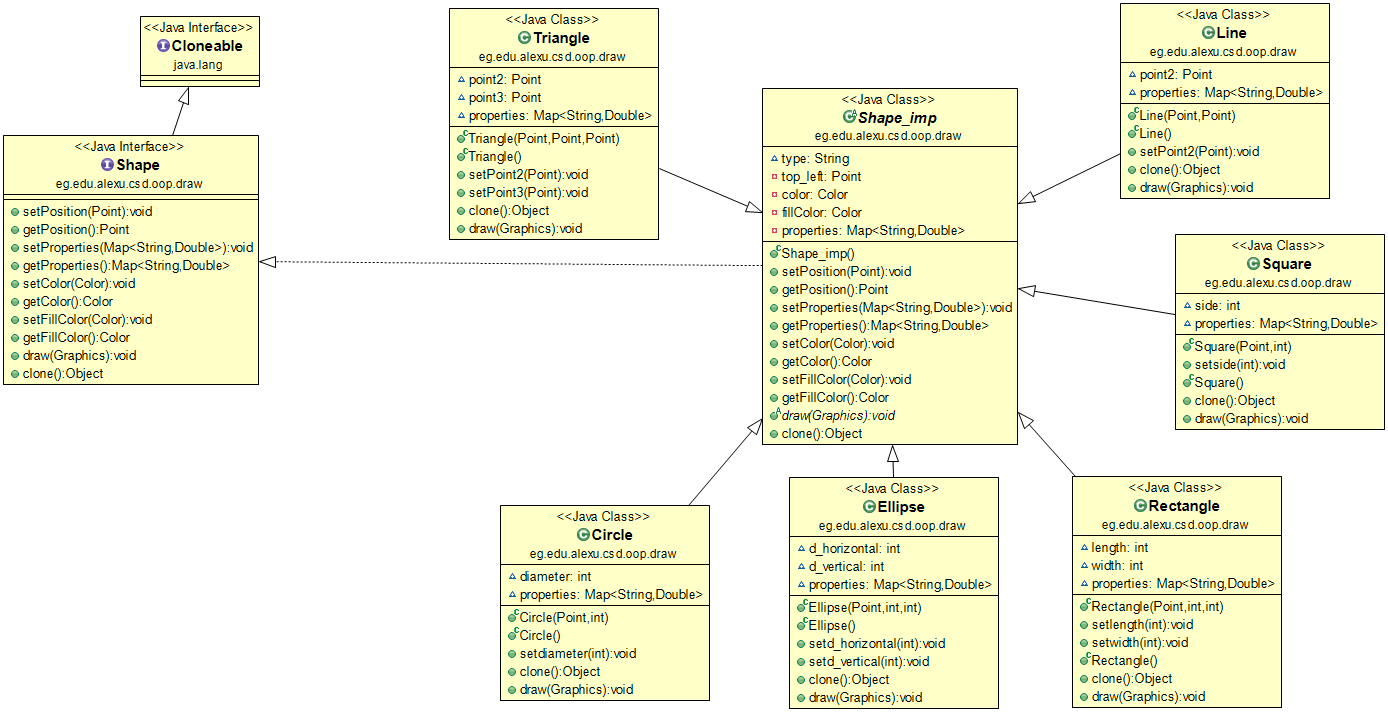 <<Java Interface>>
Cloneable
java.lang
<<Java Interface>>
Shape
eg.edu.alexu.csd.oop.draw
setPosition(Point):void
getPosition():Point
setProperties(Map<String,Double>):void
getProperties():Map<String,Double>
setColor(Color):void
getColor():Color
setFillColor(Color):void
getFillColor():Color
draw(Graphics):void
clone():Object
<<Java Class>>
Triangle
eg.edu.alexu.csd.oop.draw
point2: Point
point3: Point
properties: Map<String,Double>
Triangle(Point,Point,Point)
Triangle()
setPoint2(Point):void
setPoint3(Point):void
clone():Object
draw(Graphics):void
<<Java Class>>
Shape_imp
eg.edu.alexu.csd.oop.draw
type: String
top_left: Point
color: Color
fillColor: Color
properties: Map<String,Double>
Shape_imp()
setPosition(Point):void
getPosition():Point
setProperties(Map<String,Double>):void
getProperties():Map<String,Double>
setColor(Color):void
getColor():Color
setFillColor(Color):void
getFillColor():Color
draw(Graphics):void
clone():Object
<<Java Class>>
Line
eg.edu.alexu.csd.oop.draw
point2: Point
properties: Map<String,Double>
Line(Point,Point)
Line()
setPoint2(Point):void
clone():Object
draw(Graphics):void
<<Java Class>>
Square
eg.edu.alexu.csd.oop.draw
side: int
properties: Map<String,Double>
Square(Point,int)
setside(int):void
Square()
clone():Object
draw(Graphics):void
<<Java Class>>
Circle
eg.edu.alexu.csd.oop.draw
diameter: int
properties: Map<String,Double>
Circle(Point,int)
Circle()
setdiameter(int):void
clone():Object
draw(Graphics):void
<<Java Class>>
Ellipse
eg.edu.alexu.csd.oop.draw
d_horizontal: int
d_vertical: int
properties: Map<String,Double>
Ellipse(Point,int,int)
Ellipse()
setd_horizontal(int):void
setd_vertical(int):void
clone():Object
draw(Graphics):void
<<Java Class>>
Rectangle
eg.edu.alexu.csd.oop.draw
length: int
width: int
properties: Map<String,Double>
Rectangle(Point,int,int)
setlength(int):void
setwidth(int):void
Rectangle()
clone():Object
draw(Graphics):void